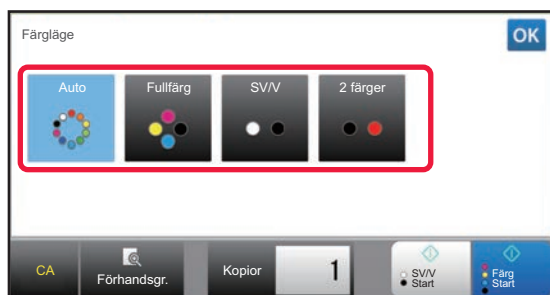 Färgläge
OK
Auto
Fullfärg
SV/V
2 färger
CA
Förhandsgr.
Kopior
1
SV/V
Start
Färg
Start